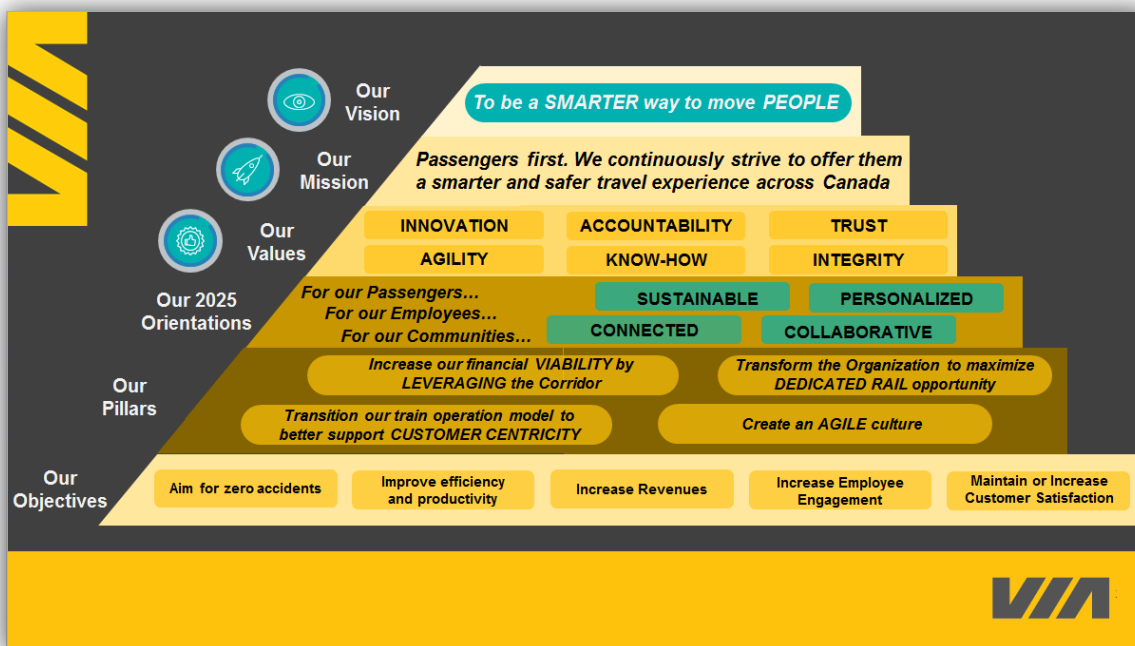 VIA
Our
Vision
To be a SMARTER way to move PEOPLE
Our
Mission
Passengers first. We continuously strive to offer them
a smarter and safer travel experience across Canada
Our
Values
INNOVATION
ACCOUNTABILITY
TRUST
AGILITY
KNOW-HOW
INTEGRITY
Our 2025
Orientations
For our Passengers…
For our Employees…
For our Communities…
SUSTAINABLE
PERSONALIZED
CONNECTED
COLLABORATIVE
Our
Pillars
Increase our financial VIABILITY by
LEVERAGING the Corridor
Transform the Organization to maximize
DEDICATED RAIL opportunity
Transition our train operation model to
better support CUSTOMER CENTRICITY
Create an AGILE culture
Our
Objectives
Aim for zero accidents
Improve efficiency
and productivity
Increase Revenues
Increase Employee
Engagement
Maintain or Increase
Customer Satisfaction
VIA